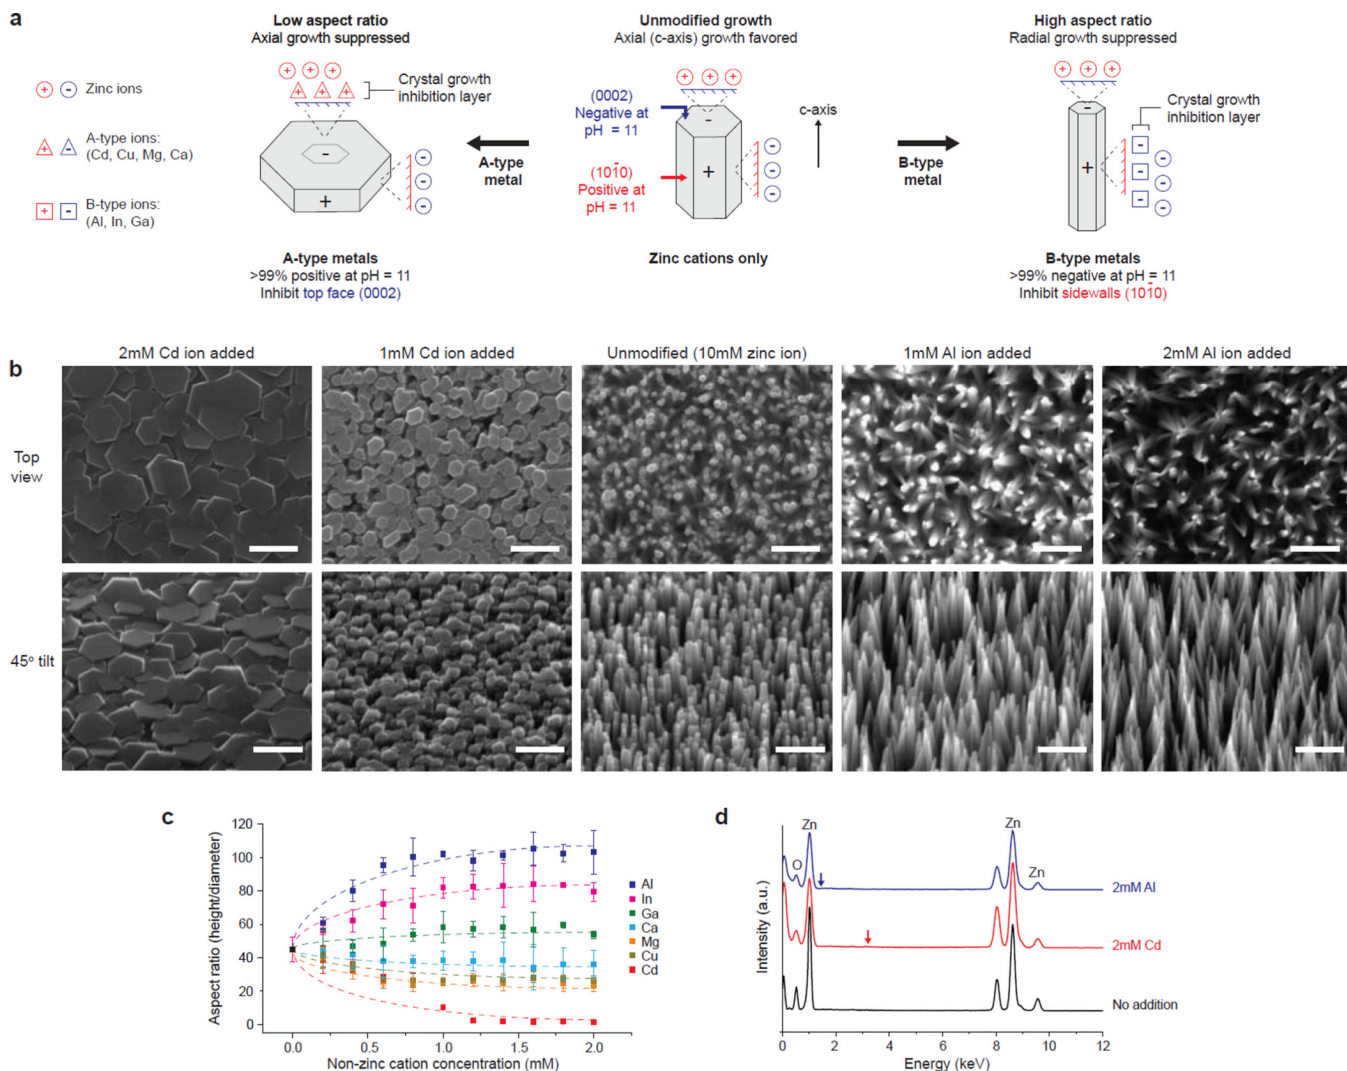 a
Low aspect ratio
Axial growth suppressed
Unmodified growth
Axial (c-axis) growth favored
High aspect ratio
Radial growth suppressed
Zinc ions
A-type ions:
(Cd, Cu, Mg, Ca)
B-type ions:
(Al, In, Ga)
Crystal growth
inhibition layer
(0002)
Negative at
pH = 11
(101̄0)
Positive at
pH = 11
c-axis
A-type
metal
B-type
metal
Crystal growth
inhibition layer
A-type metals
>99% positive at pH = 11
Inhibit top face (0002)
Zinc cations only
B-type metals
>99% negative at pH = 11
Inhibit sidewalls (101̄0)
b
2mM Cd ion added
1mM Cd ion added
Unmodified (10mM zinc ion)
1mM Al ion added
2mM Al ion added
Top
view
45° tilt
c
Aspect ratio (height/diameter)
120
100
80
60
40
20
0
0.0
0.5
1.0
1.5
2.0
Non-zinc cation concentration (mM)
Al
In
Ga
Ca
Mg
Cu
Cd
d
Intensity (a.u.)
Zn
O
Zn
Zn
2mM Al
2mM Cd
No addition
0
2
4
6
8
10
12
Energy (keV)